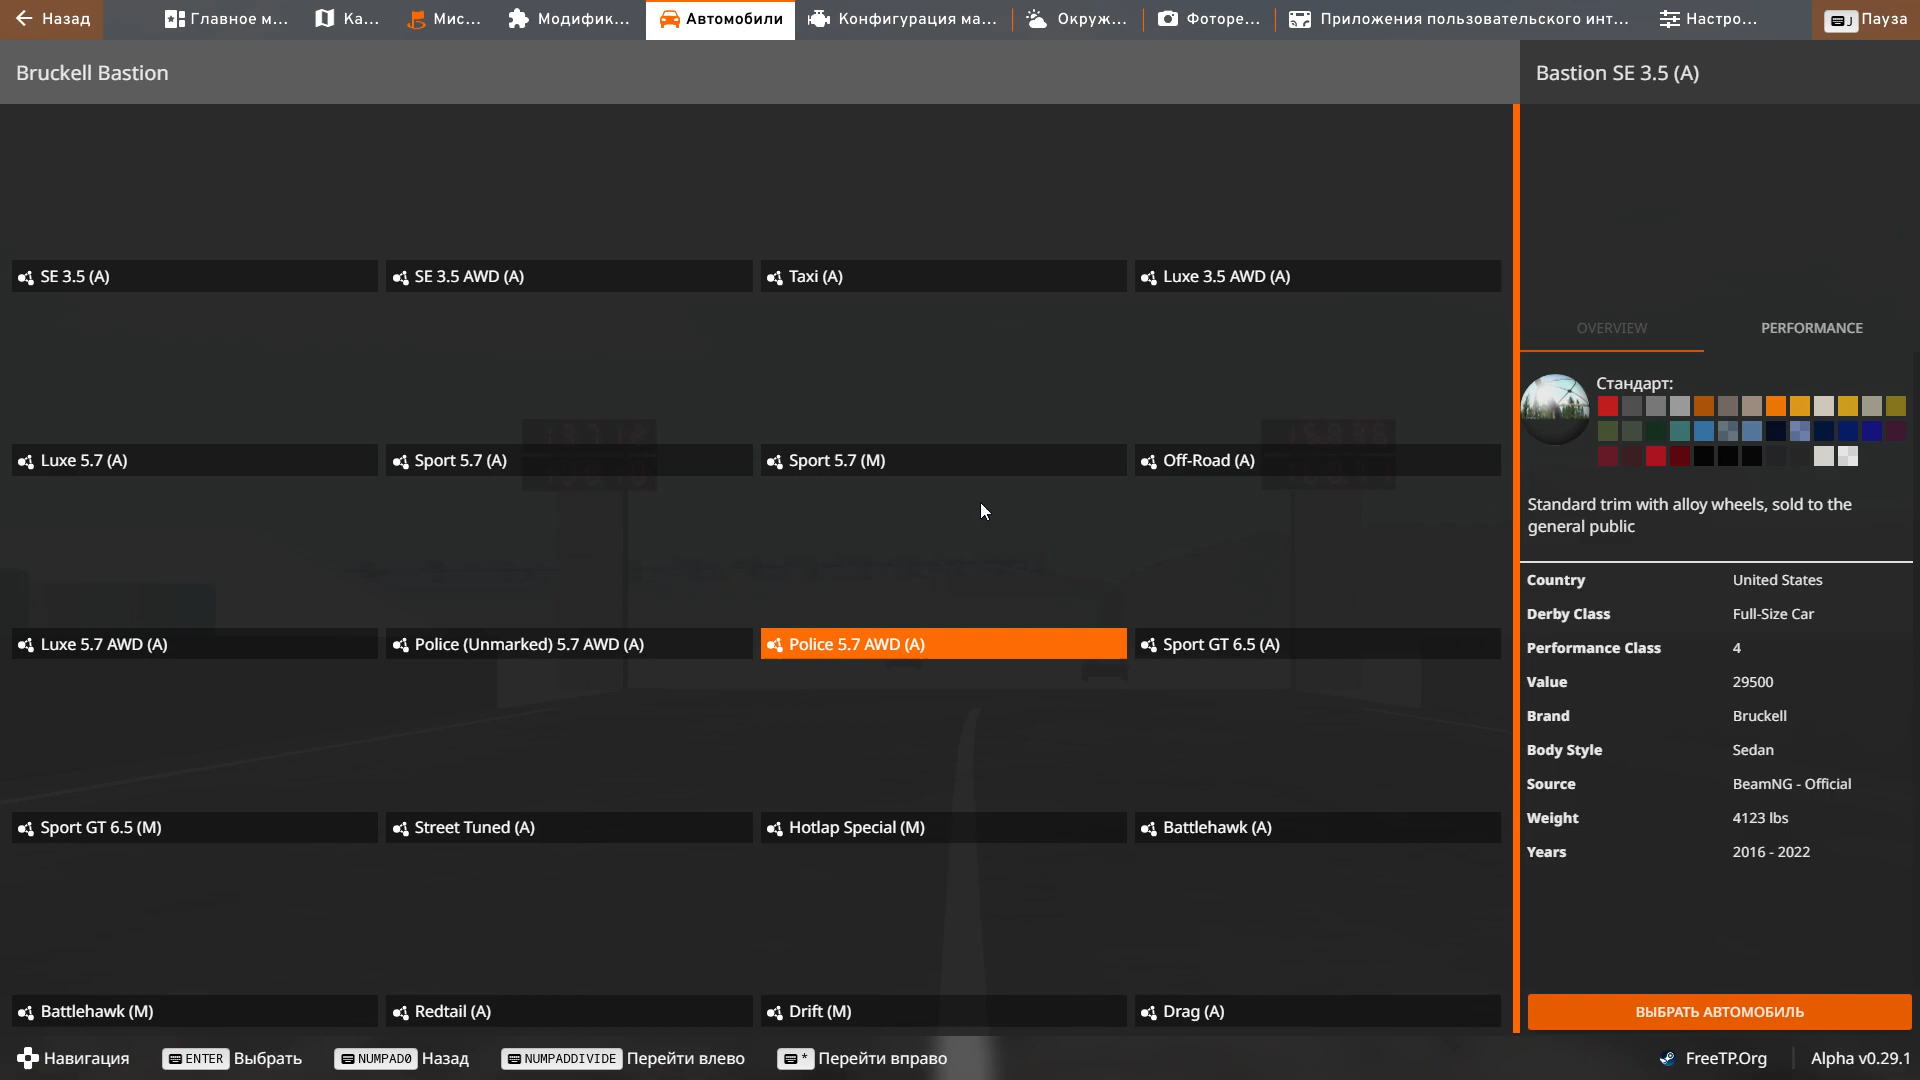 Назад
Главное м...
Ка...
Мис...
Модифик...
Автомобили
Конфигурация ма...
Окруж...
Фоторе...
Приложения пользовательского инт...
Настро...
J Пауза
Bruckell Bastion
Bastion SE 3.5 (A)
SE 3.5 (A)
SE 3.5 AWD (A)
Taxi (A)
Luxe 3.5 AWD (A)
Luxe 5.7 (A)
Sport 5.7 (A)
Sport 5.7 (M)
Off-Road (A)
Luxe 5.7 AWD (A)
Police (Unmarked) 5.7 AWD (A)
Police 5.7 AWD (A)
Sport GT 6.5 (A)
Sport GT 6.5 (M)
Street Tuned (A)
Hotlap Special (M)
Battlehawk (A)
Battlehawk (M)
Redtail (A)
Drift (M)
Drag (A)
OVERVIEW
PERFORMANCE
Стандарт:
Standard trim with alloy wheels, sold to the
general public
Country United States
Derby Class Full-Size Car
Performance Class 4
Value 29500
Brand Bruckell
Body Style Sedan
Source BeamNG - Official
Weight 4123 lbs
Years 2016 - 2022
ВЫБРАТЬ АВТОМОБИЛЬ
Навигация
ENTER Выбрать
NUMPAD0 Назад
NUMPADDIVIDE Перейти влево
* Перейти вправо
FreeTP.Org
Alpha v0.29.1